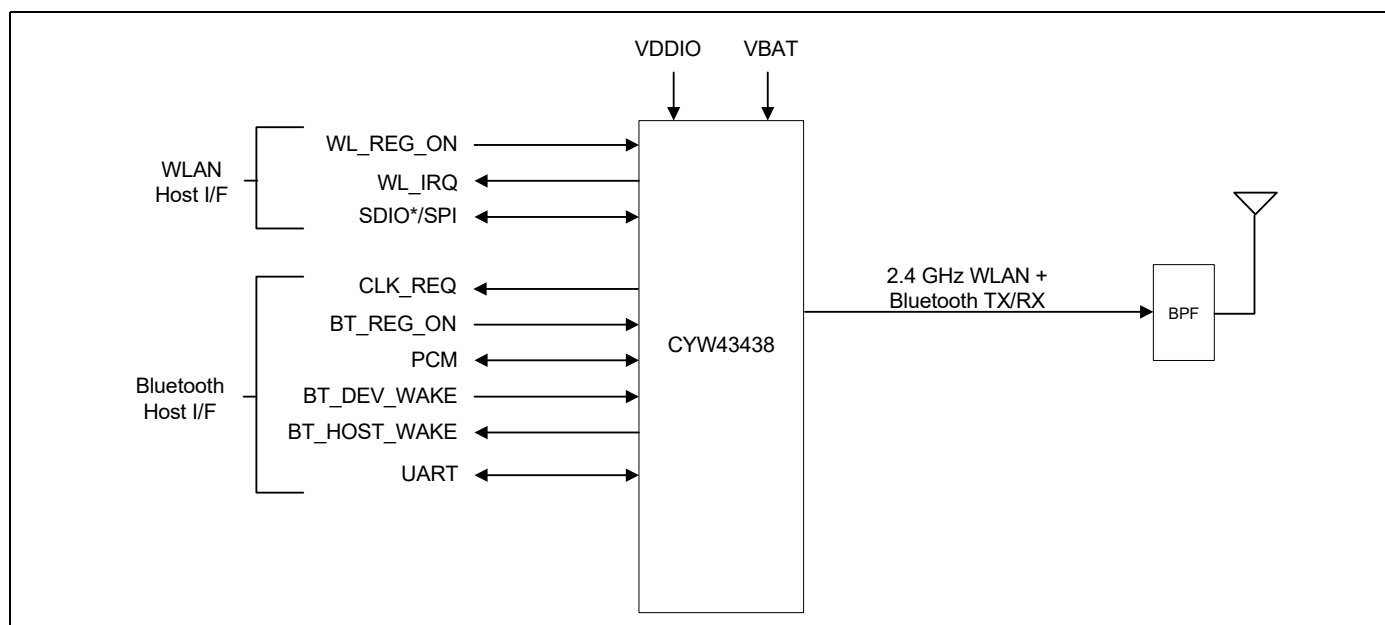 VDDIO
VBAT
WLAN
Host I/F
WL_REG_ON
WL_IRQ
SDIO*/SPI
Bluetooth
Host I/F
CLK_REQ
BT_REG_ON
PCM
BT_DEV_WAKE
BT_HOST_WAKE
UART
CYW43438
2.4 GHz WLAN +
Bluetooth TX/RX
BPF